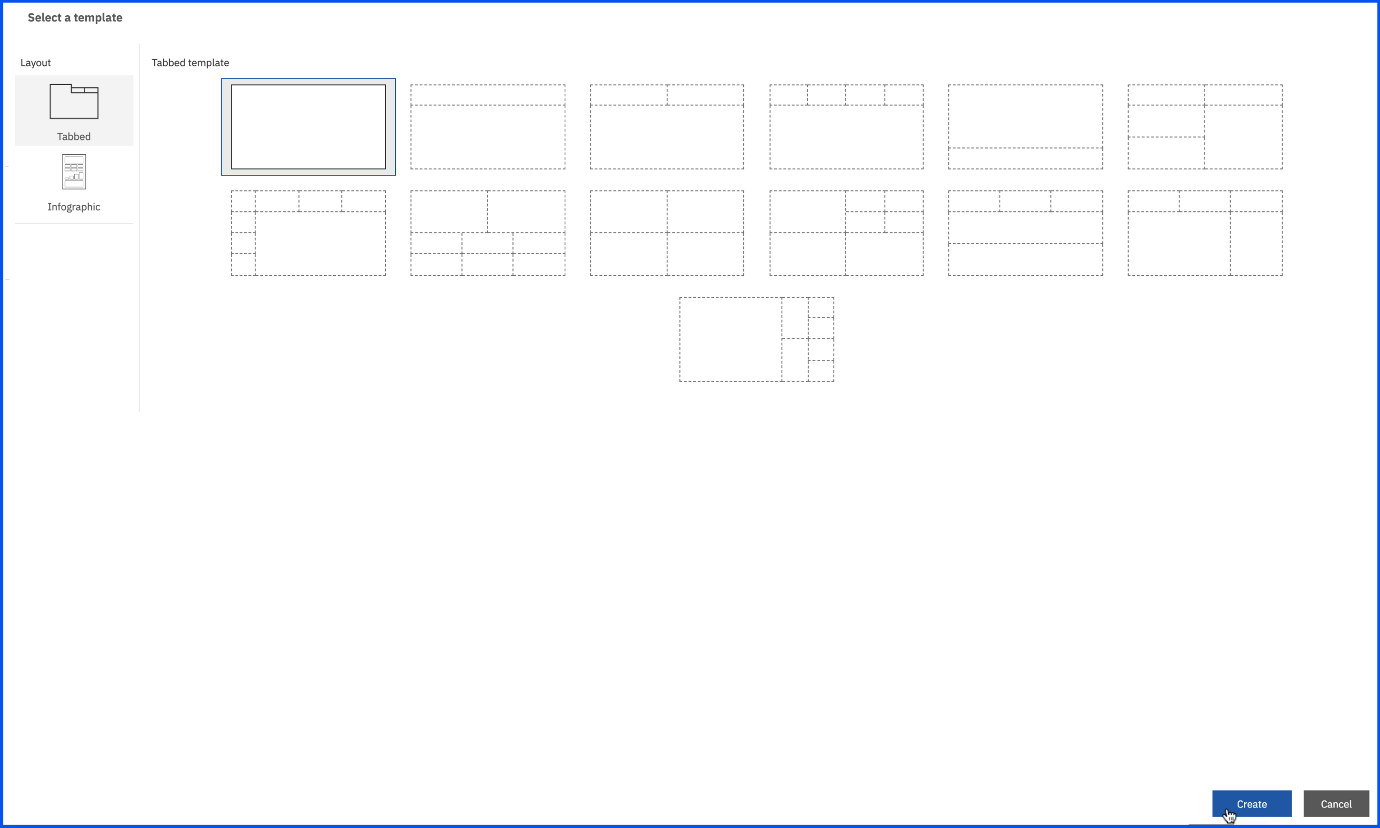 Select a template
Layout
Tabbed template
Tabbed
Infographic
Create
Cancel